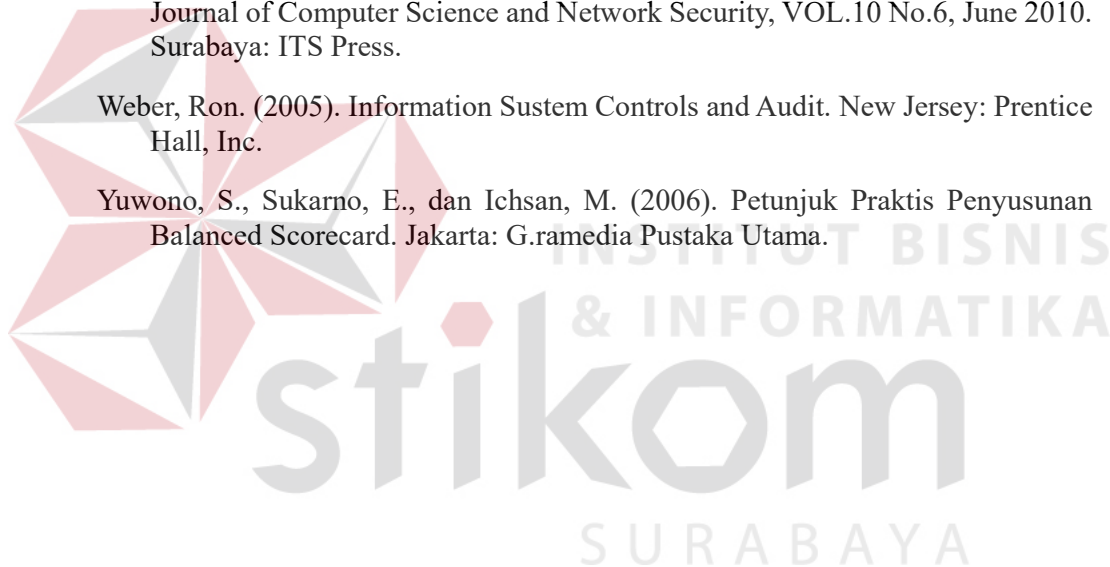 Journal of Computer Science and Network Security, VOL.10 No.6, June 2010.
Surabaya: ITS Press.
Weber, Ron. (2005). Information Sustem Controls and Audit. New Jersey: Prentice
Hall, Inc.
Yuwono, S., Sukarno, E., dan Ichsan, M. (2006). Petunjuk Praktis Penyusunan
Balanced Scorecard. Jakarta: G.ramedia Pustaka Utama.
INSTITUT BISNIS
& INFORMATIKA
stikom
SURABAYA